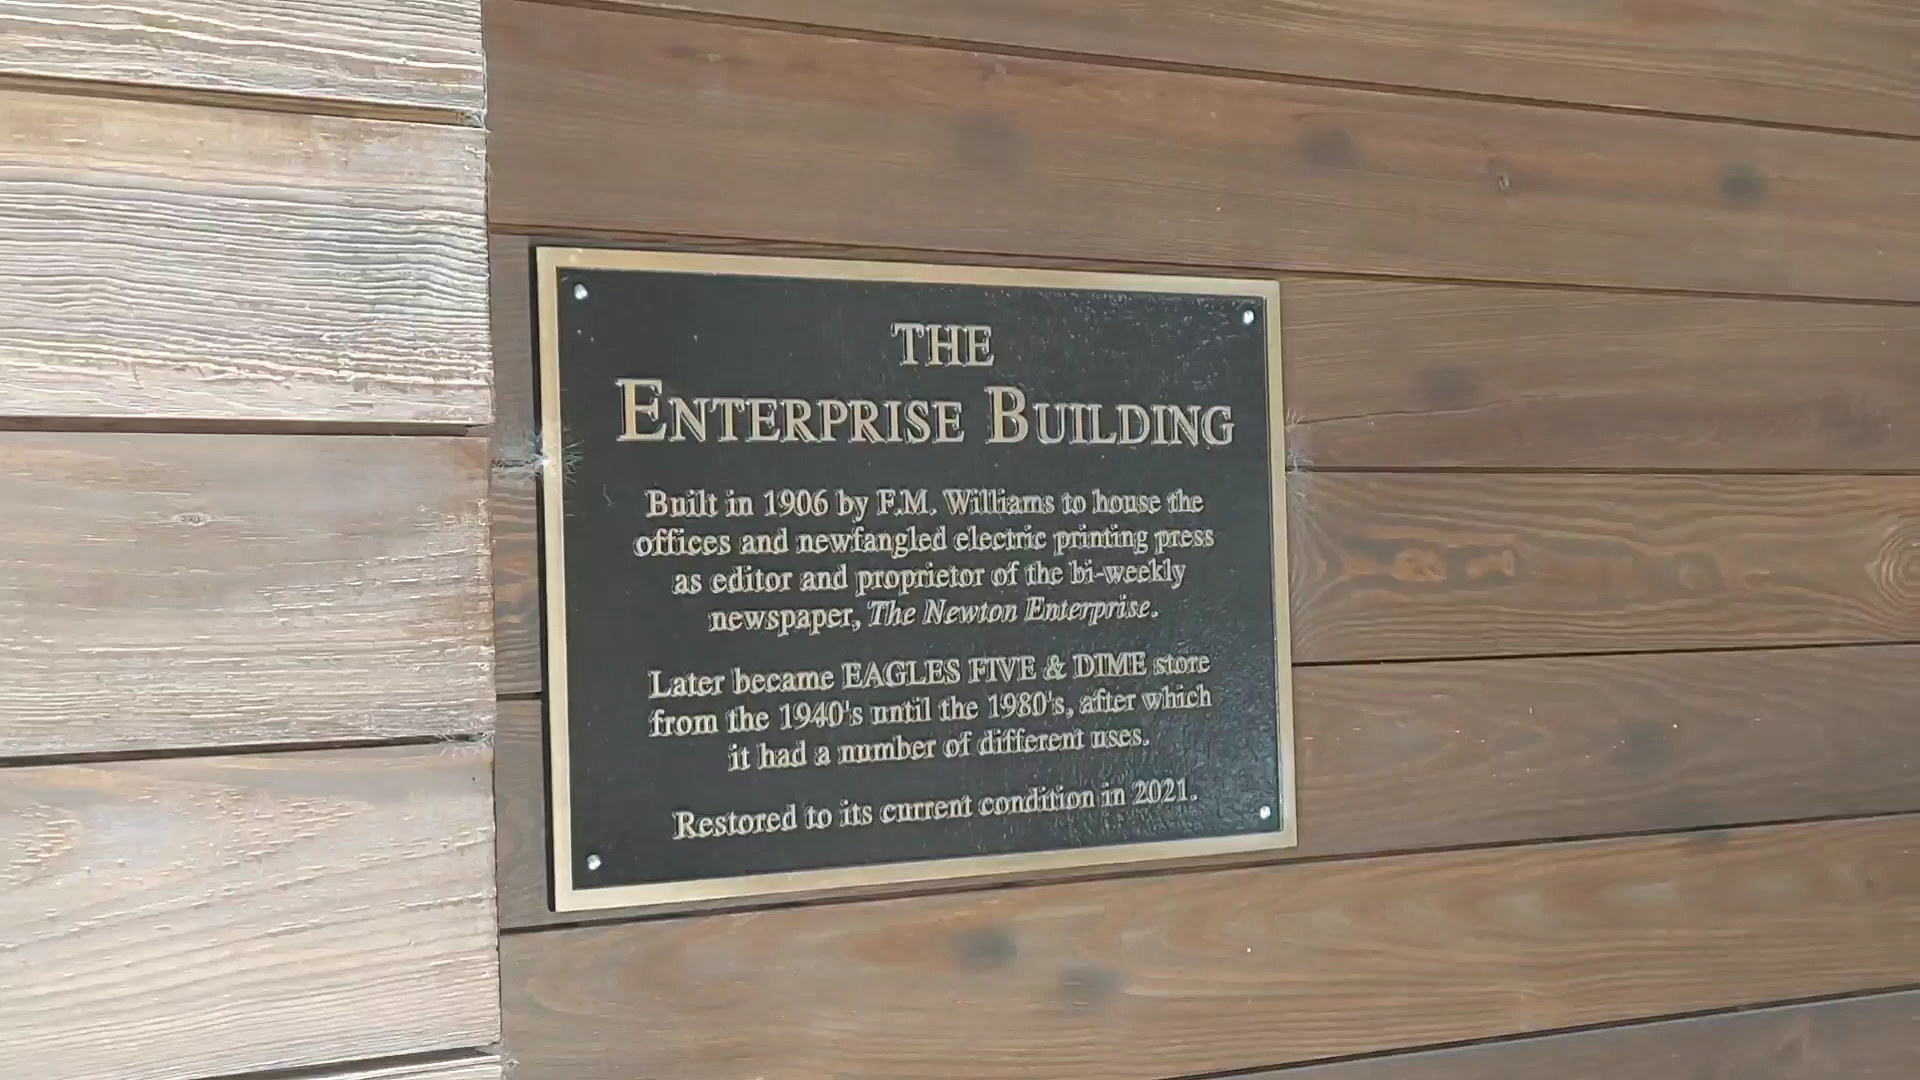 THE
ENTERPRISE BUILDING
Built in 1906 by F.M. Williams to house the
offices and newfangled electric printing press
as editor and proprietor of the bi-weekly
newspaper, The Newton Enterprise.
Later became EAGLES FIVE & DIME store
from the 1940's until the 1980's, after which
it had a number of different uses.
Restored to its current condition in 2021.